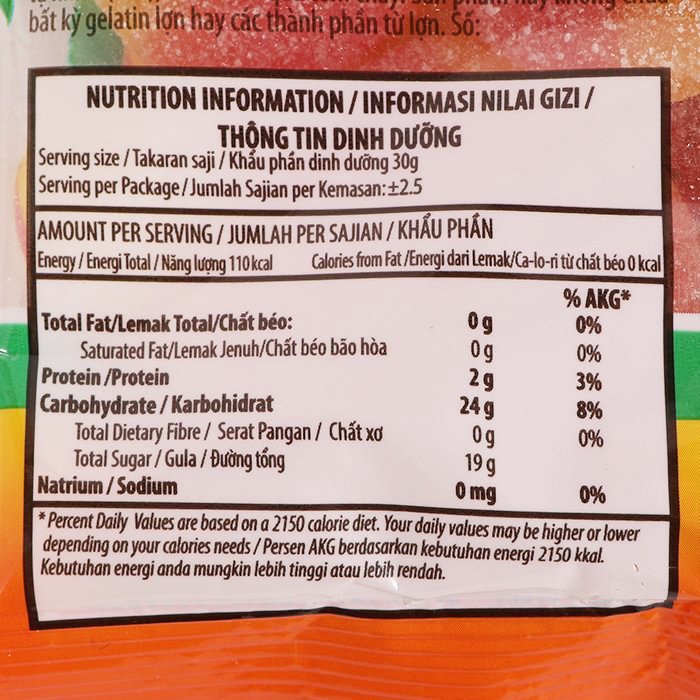 bất kỳ gelatin lợn hay các thành phần từ lợn. Số:
NUTRITION INFORMATION / INFORMASI NILAI GIZI /
THÔNG TIN DINH DƯỠNG
Serving size / Takaran saji / Khẩu phần dinh dưỡng 30g
Serving per Package / Jumlah Sajian per Kemasan: ±2.5
AMOUNT PER SERVING / JUMLAH PER SAJIAN / KHẨU PHẦN
Energy / Energi Total / Năng lượng 110 kcal Calories from Fat /Energi dari Lemak/Ca-lo-ri từ chất béo 0 kcal
% AKG*
Total Fat/Lemak Total/Chất béo: 0 g 0%
Saturated Fat/Lemak Jenuh/Chất béo bão hòa 0 g 0%
Protein /Protein 2 g 3%
Carbohydrate / Karbohidrat 24 g 8%
Total Dietary Fibre / Serat Pangan / Chất xơ 0 g 0%
Total Sugar / Gula / Đường tổng 19 g
Natrium / Sodium 0 mg 0%
* Percent Daily Values are based on a 2150 calorie diet. Your daily values may be higher or lower
depending on your calories needs / Persen AKG berdasarkan kebutuhan energi 2150 kkal.
Kebutuhan energi anda mungkin lebih tinggi atau lebih rendah.